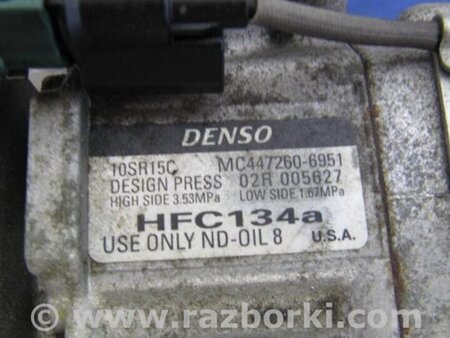 DENSO
10SR15C MC447260-6951
DESIGN PRESS 02R 005627
HIGH SIDE 3.53MPa LOW SIDE 1.67MPa
HFC134a
USE ONLY ND-OIL 8 U.S.A.
© www.razborki.com